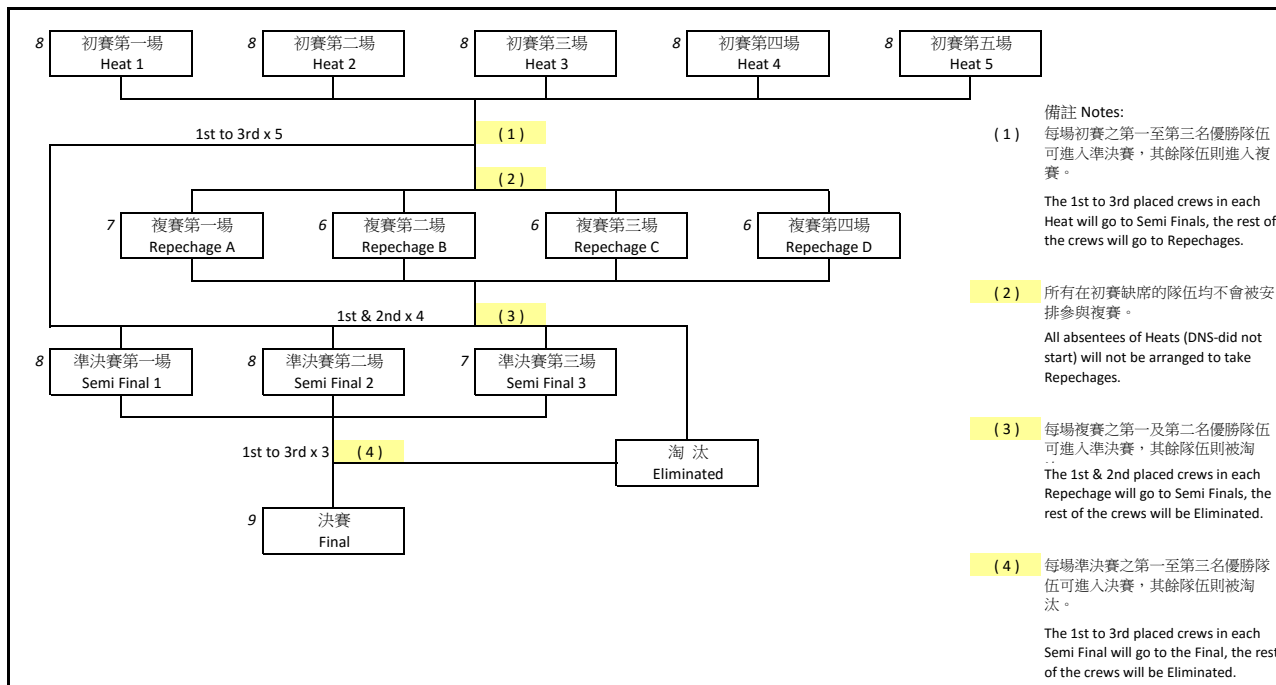 8
初賽第一場
Heat 1
8
初賽第二場
Heat 2
8
初賽第三場
Heat 3
8
初賽第四場
Heat 4
8
初賽第五場
Heat 5
1st to 3rd x 5
( 1 )
( 2 )
7
複賽第一場
Repechage A
6
複賽第二場
Repechage B
6
複賽第三場
Repechage C
6
複賽第四場
Repechage D
1st & 2nd x 4
( 3 )
8
準決賽第一場
Semi Final 1
8
準決賽第二場
Semi Final 2
7
準決賽第三場
Semi Final 3
1st to 3rd x 3
( 4 )
淘 汰
Eliminated
9
決賽
Final
備註 Notes:
( 1 )
每場初賽之第一至第三名優勝隊伍
可進入準決賽，其餘隊伍則進入複
賽。
The 1st to 3rd placed crews in each
Heat will go to Semi Finals, the rest of
the crews will go to Repechages.
( 2 )
所有在初賽缺席的隊伍均不會被安
排參與複賽。
All absentees of Heats (DNS-did not
start) will not be arranged to take
Repechages.
( 3 )
每場複賽之第一及第二名優勝隊伍
可進入準決賽，其餘隊伍則被淘
The 1st & 2nd placed crews in each
Repechage will go to Semi Finals, the
rest of the crews will be Eliminated.
( 4 )
每場準決賽之第一至第三名優勝隊
伍可進入決賽，其餘隊伍則被淘
汰。
The 1st to 3rd placed crews in each
Semi Final will go to the Final, the rest
of the crews will be Eliminated.